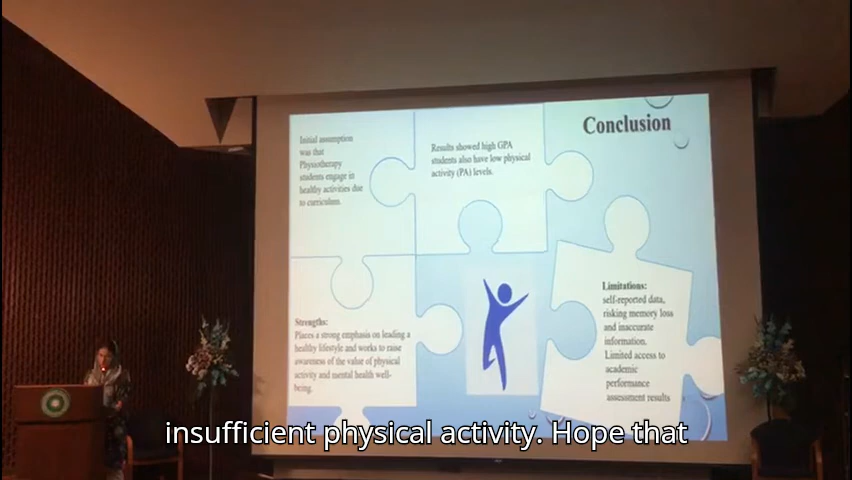 Conclusion
Initial assumption
was that
Physiotherapy
students engage in
healthy activities due
to curriculum.
Results showed high GPA
students also have low physical
activity (PA) levels.
Strengths:
Places a strong emphasis on leading a
healthy lifestyle and works to raise
awareness of the value of physical
activity and mental health well-
being.
Limitations:
self-reported data,
risking memory loss
and inaccurate
information.
Limited access to
academic
performance
assessment results
insufficient physical activity. Hope that